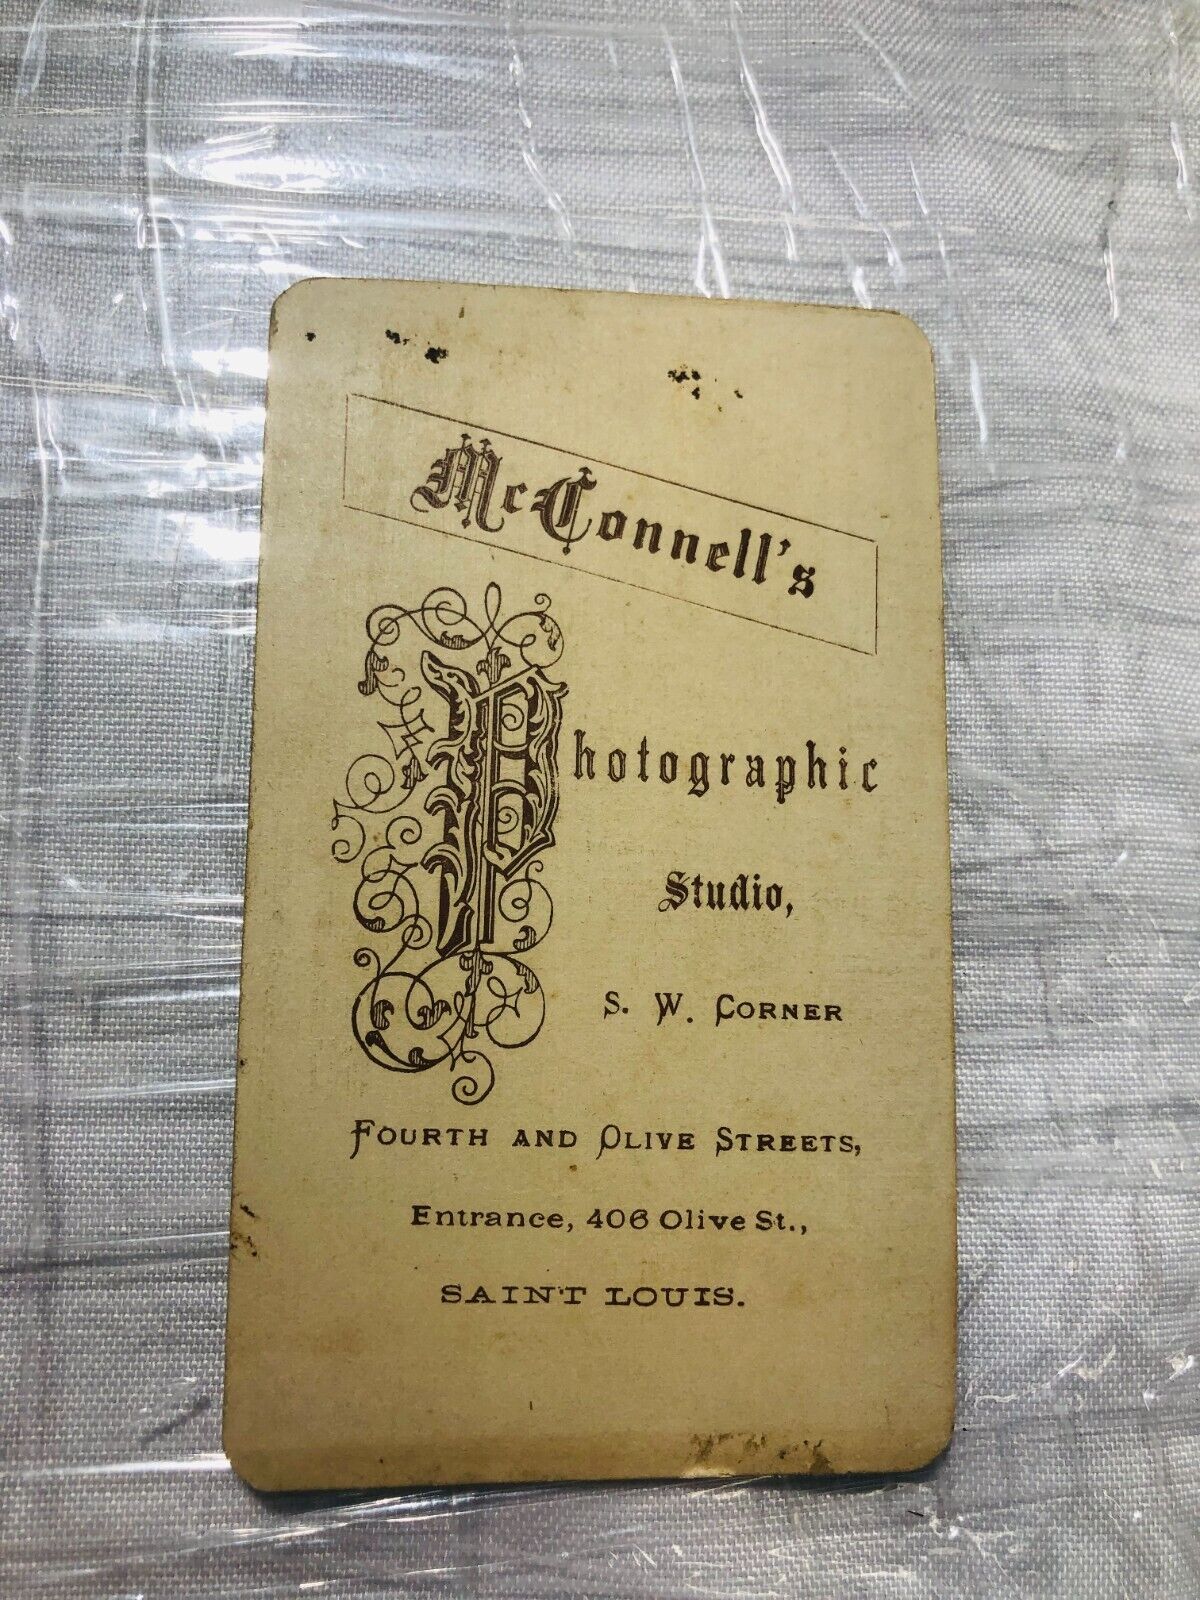 McConnell's
Photographic
Studio,
S. W. CORNER
FOURTH AND OLIVE STREETS,
Entrance, 406 Olive St.,
SAINT LOUIS.